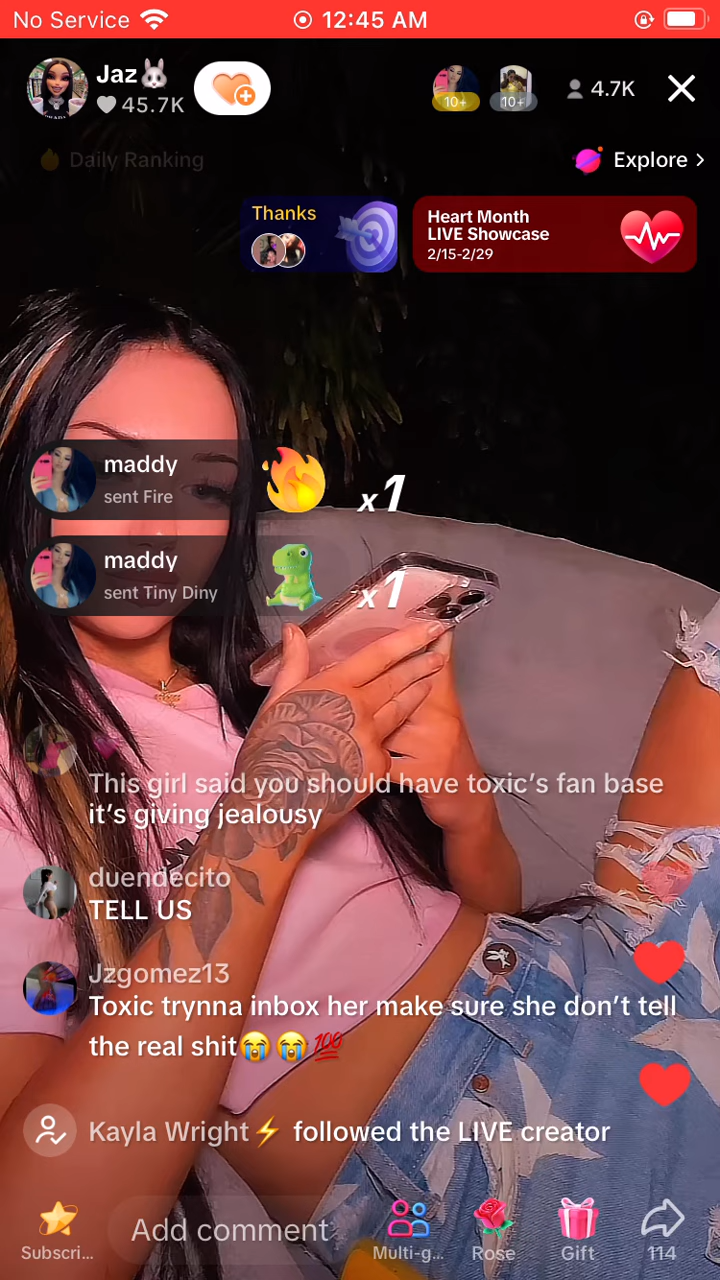 No Service 12:45 AM
Jaz🐰
45.7K
10+ 10+
4.7K
Daily Ranking
Explore >
Thanks
Heart Month
LIVE Showcase
2/15-2/29
maddy
sent Fire
x1
maddy
sent Tiny Diny
x1
This girl said you should have toxic's fan base
it's giving jealousy
duendecito
TELL US
Jzgomez13
Toxic trynna inbox her make sure she don't tell
the real shit😭😭💯
Kayla Wright⚡ followed the LIVE creator
Add comment
Subscri...
Multi-g...
Rose
Gift
114